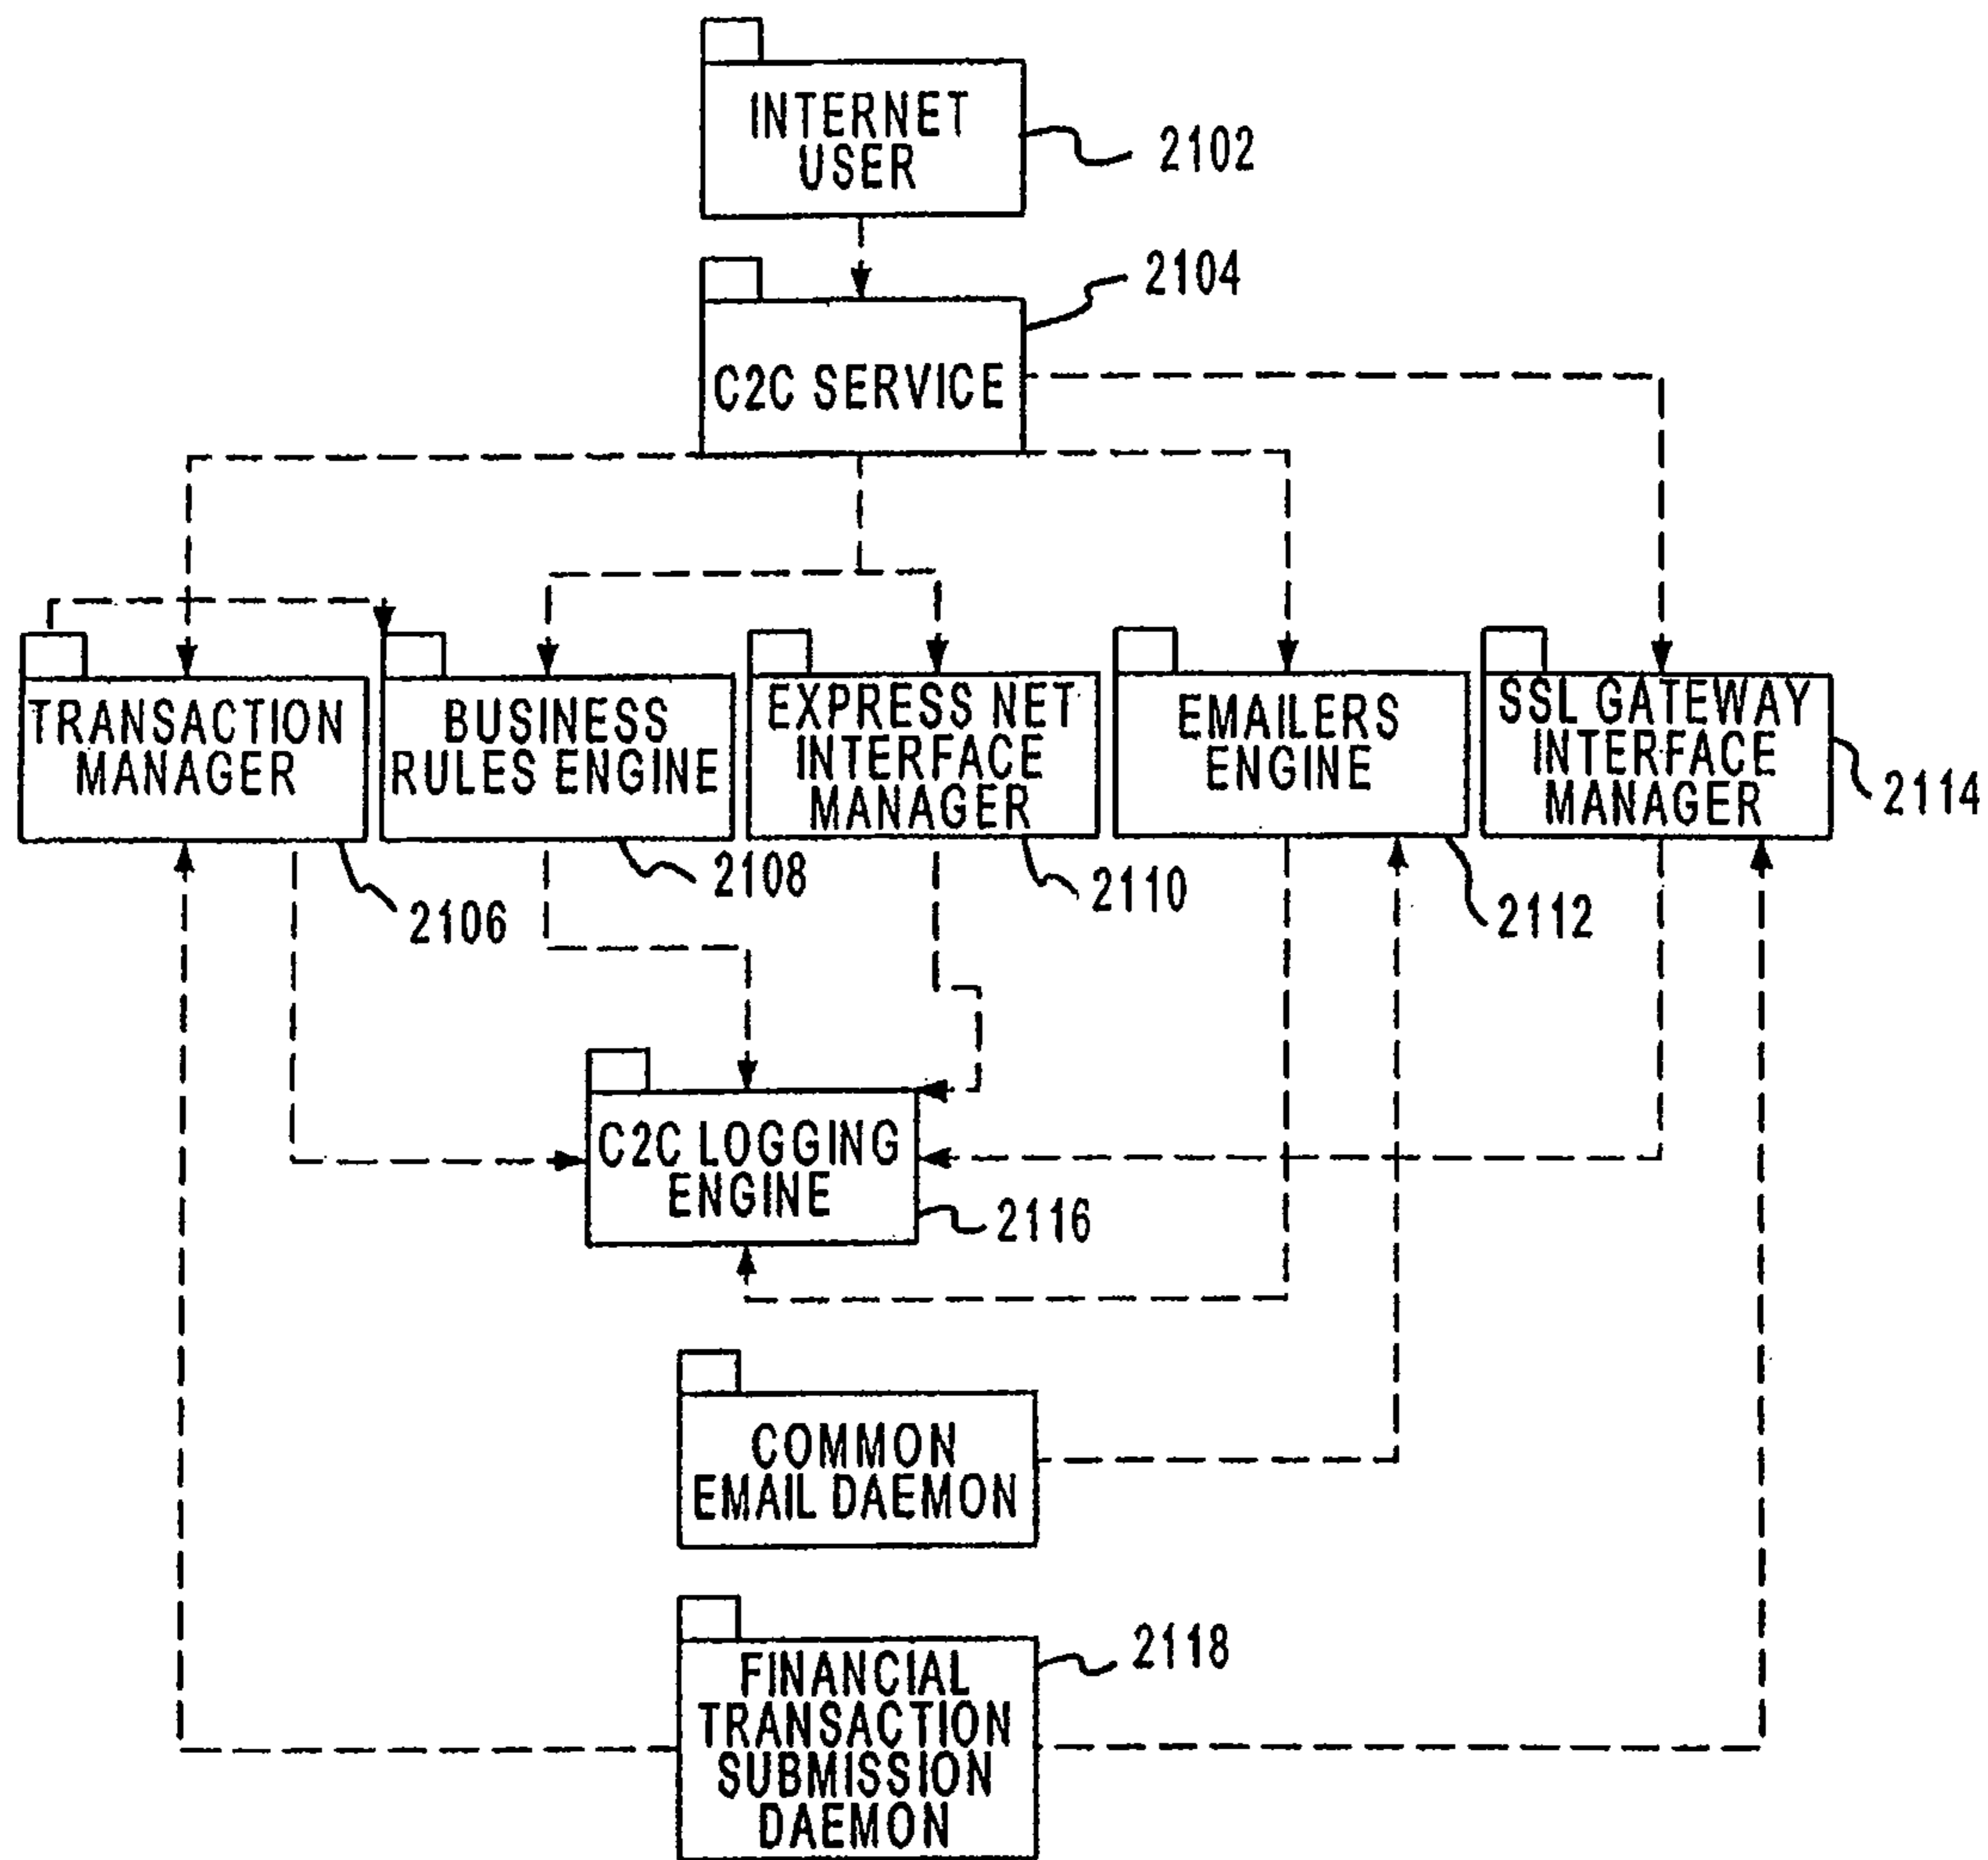 INTERNET
USER
2102
2104
C2C SERVICE
TRANSACTION
MANAGER
2106
BUSINESS
RULES ENGINE
2108
EXPRESS NET
INTERFACE
MANAGER
2110
EMAILERS
ENGINE
2112
SSL GATEWAY
INTERFACE
MANAGER
2114
C2C LOGGING
ENGINE
2116
COMMON
EMAIL DAEMON
FINANCIAL
TRANSACTION
SUBMISSION
DAEMON
2118